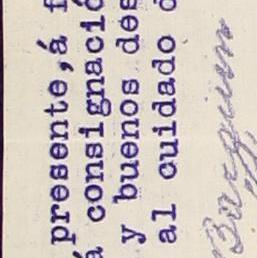 presente,á f
á consignació
y buenos des
al cuidado d